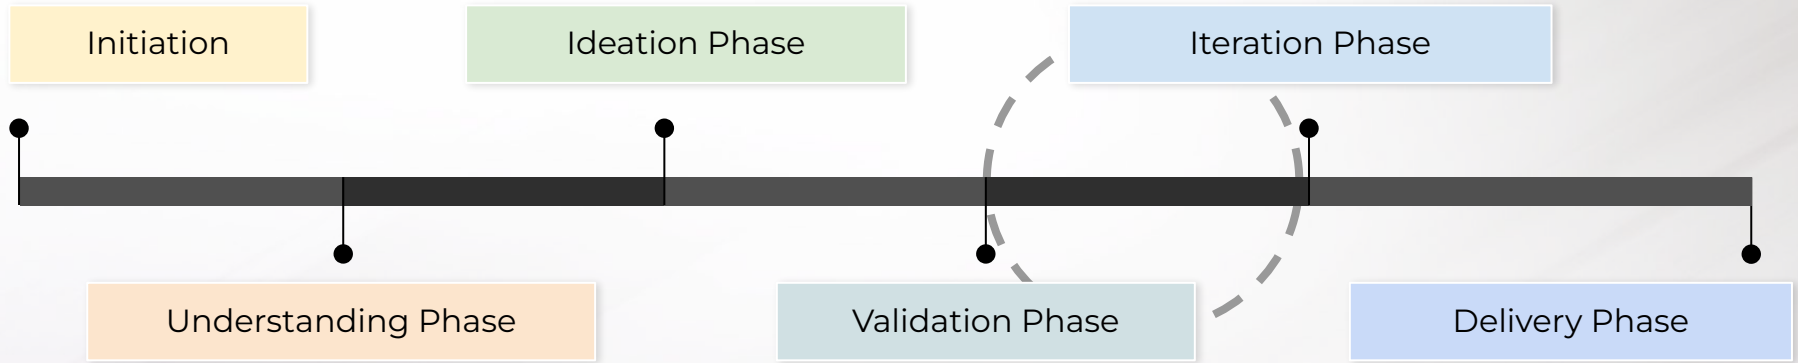 Initiation
Ideation Phase
Iteration Phase
Understanding Phase
Validation Phase
Delivery Phase